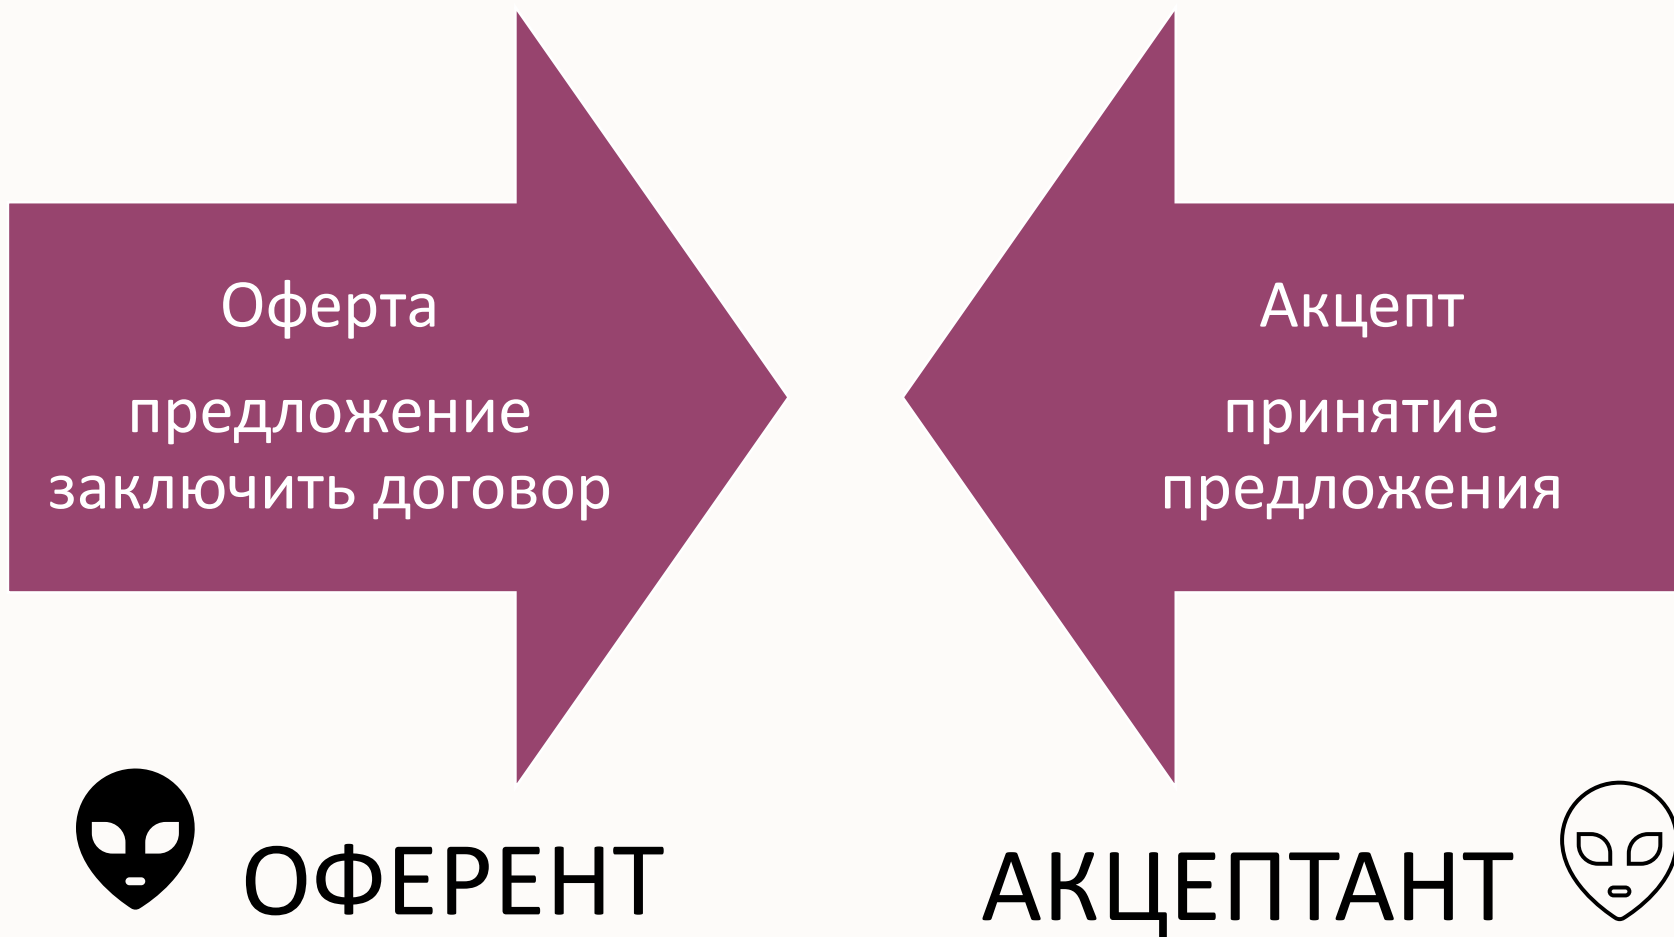 Оферта
предложение
заключить договор
Акцепт
принятие
предложения
ОФЕРЕНТ
АКЦЕПТАНТ